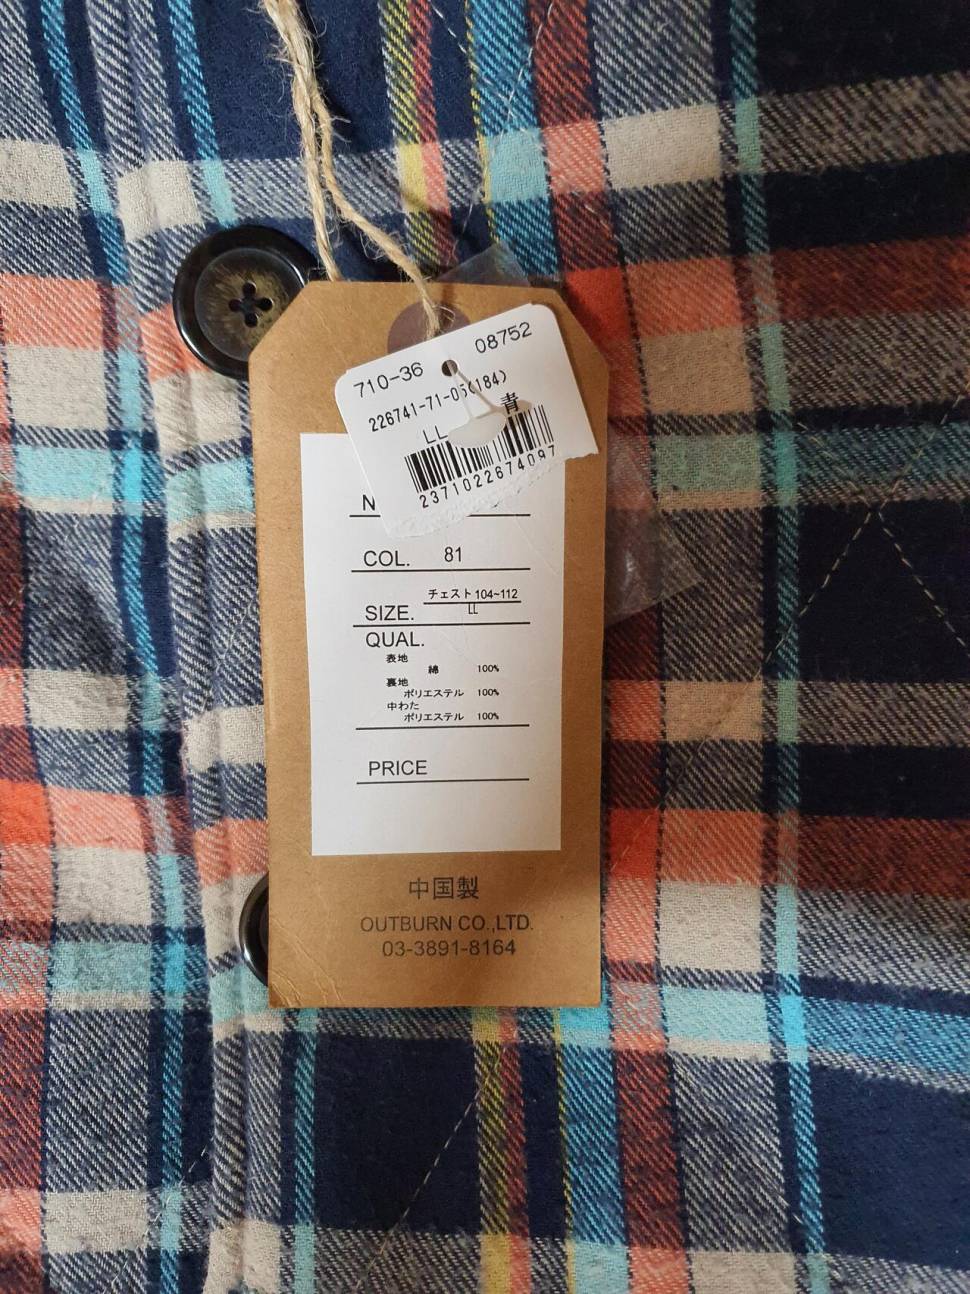 710-36 08752
226741-71-05(184)
LL 青
2371022674097
N
COL. 81
チェスト104~112
SIZE. LL
QUAL.
表地
綿 100%
裏地
ポリエステル 100%
中わた
ポリエステル 100%
PRICE
中国製
OUTBURN CO.,LTD.
03-3891-8164